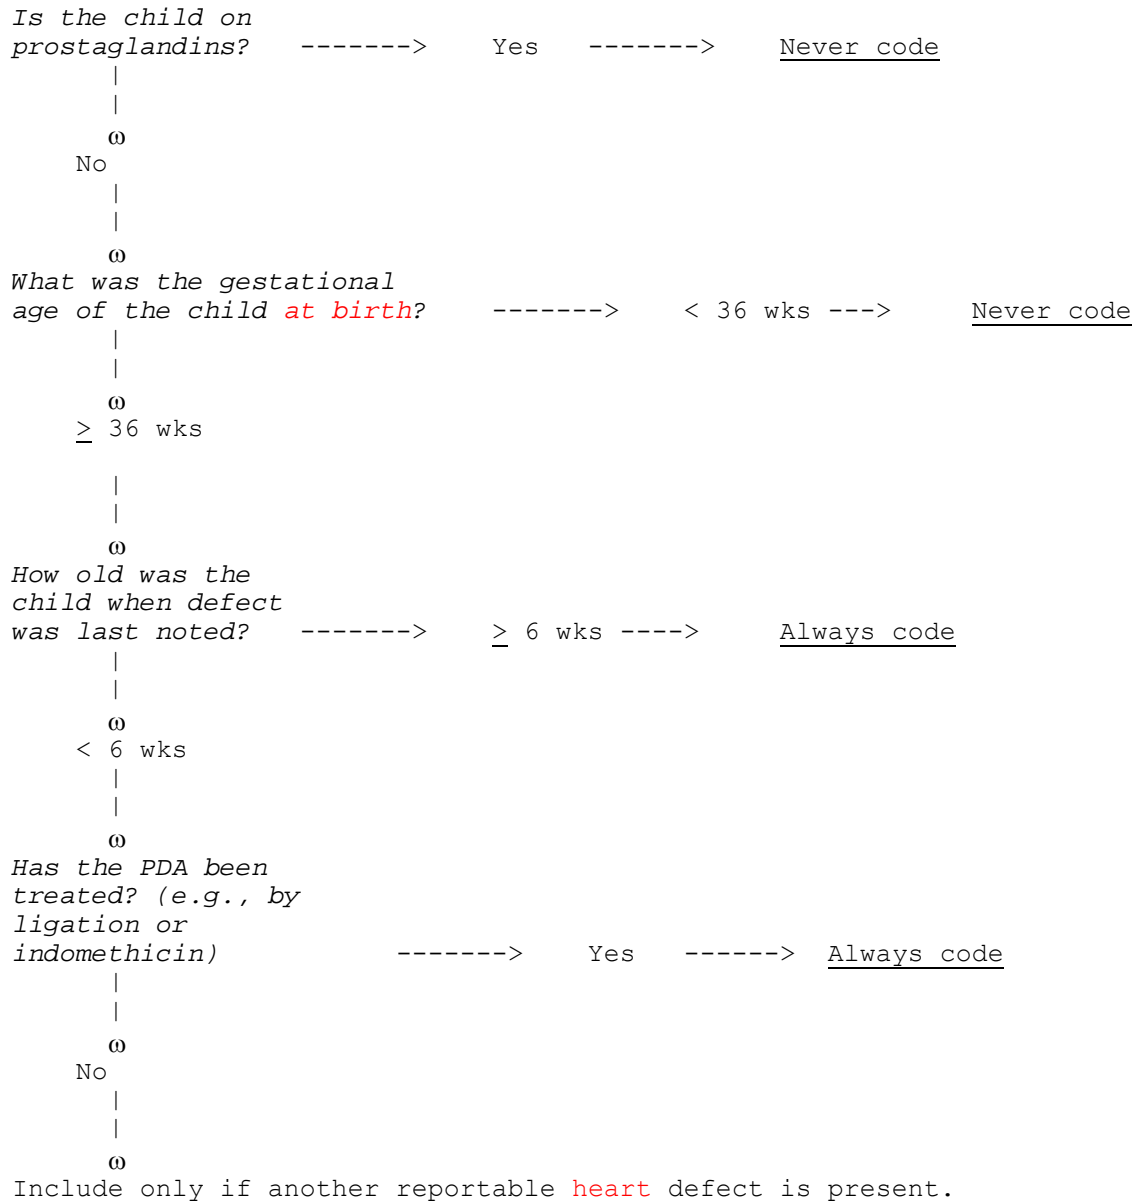 Is the child on
prostaglandins? -------> Yes -------> Never code
|
|
ω
No
|
|
ω
What was the gestational
age of the child at birth? -------> < 36 wks ---> Never code
|
|
ω
> 36 wks
|
|
ω
How old was the
child when defect
was last noted? -------> > 6 wks ----> Always code
|
|
ω
< 6 wks
|
|
ω
Has the PDA been
treated? (e.g., by
ligation or
indomethicin) -------> Yes ------> Always code
|
|
ω
No
|
|
ω
Include only if another reportable heart defect is present.